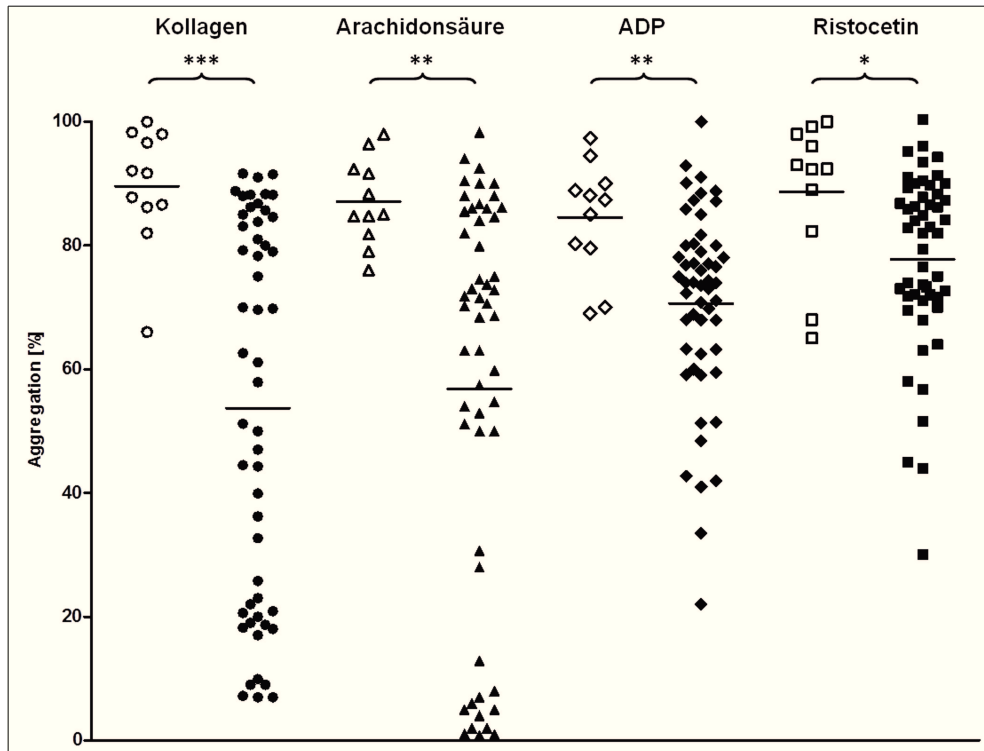 Kollagen Arachidonsäure ADP Ristocetin
*** ** ** *
100
80
60
40
20
0
Aggregation [%]